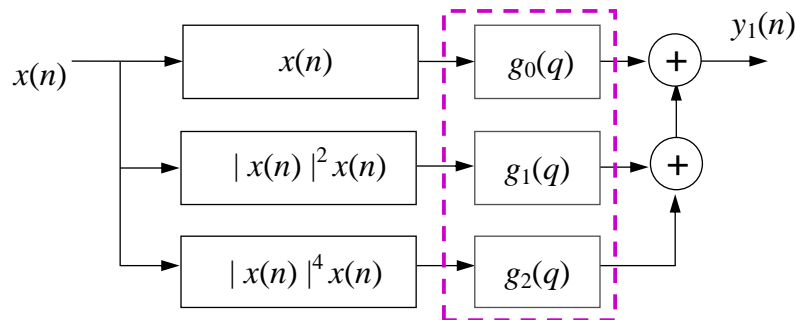 y₁(n)
x(n)
x(n)
g₀(q)
+
| x(n) |² x(n)
g₁(q)
+
| x(n) |⁴ x(n)
g₂(q)